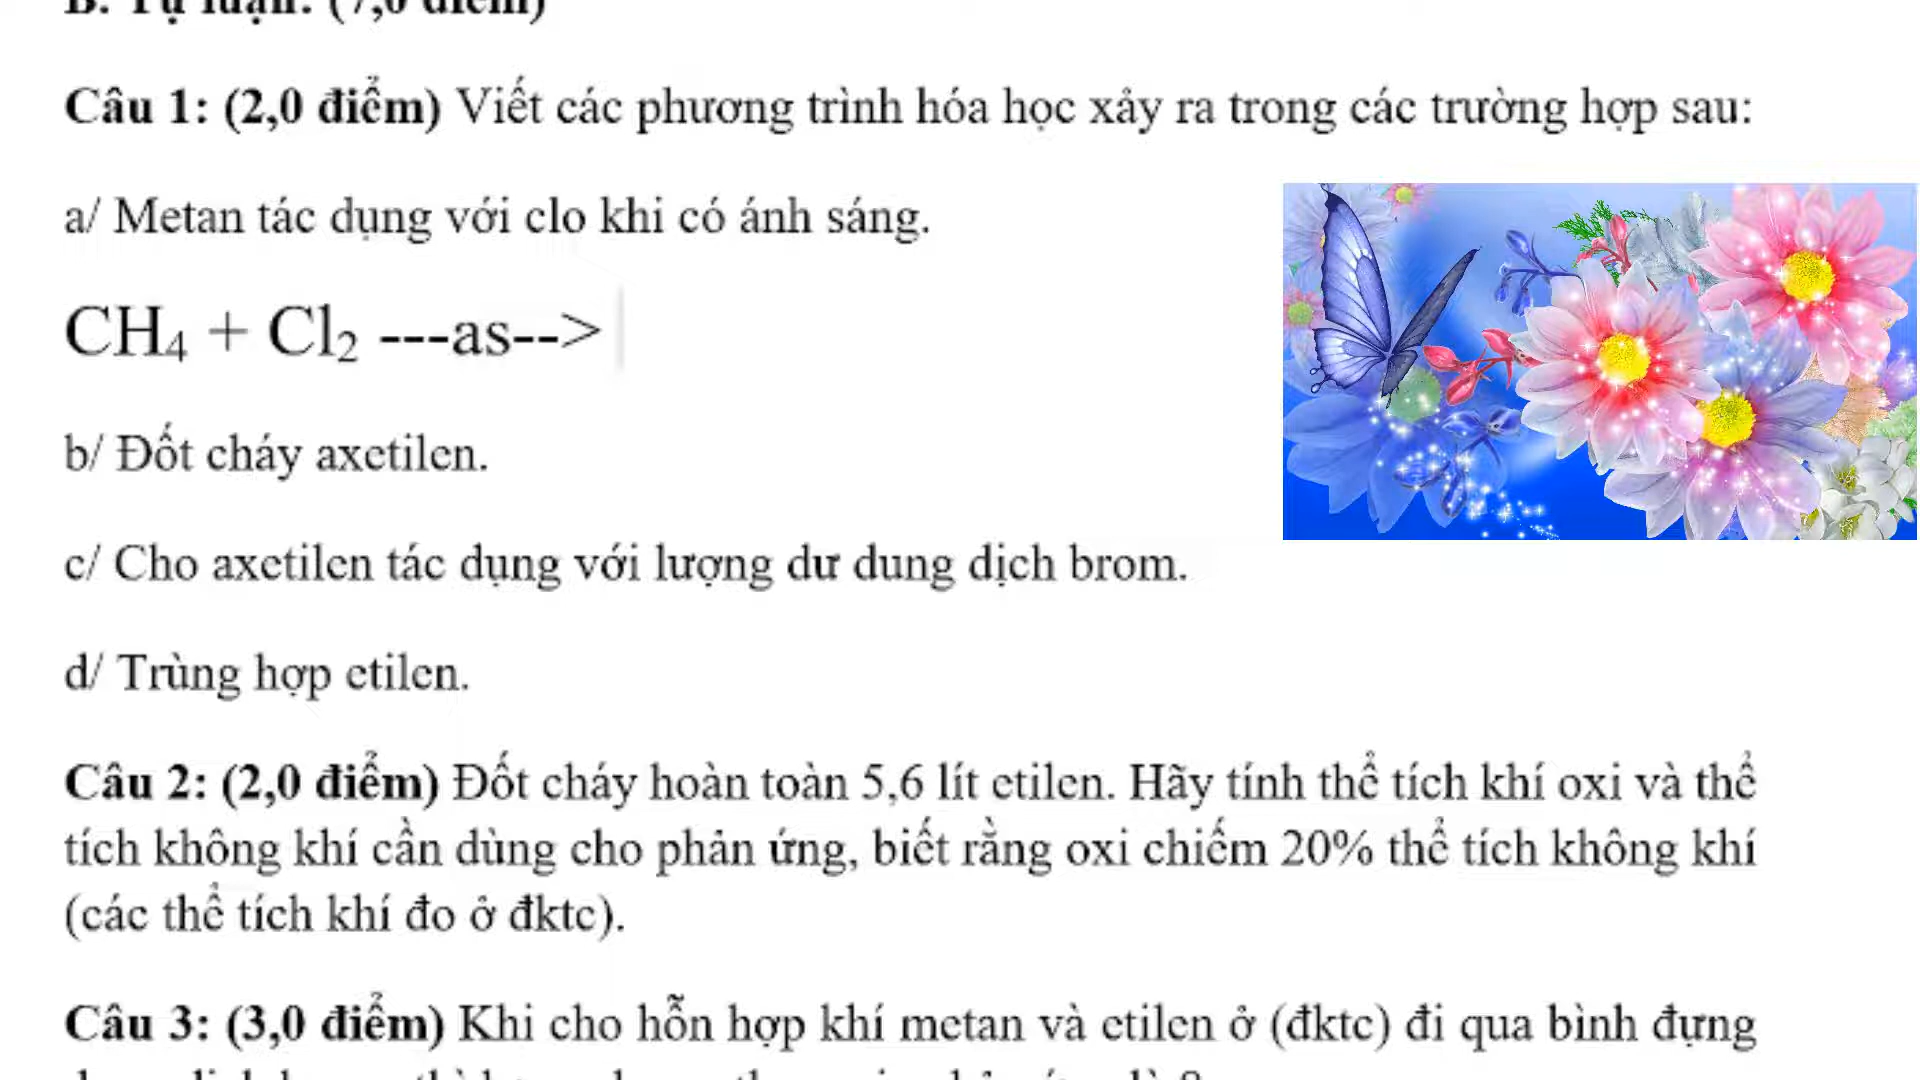 B. Tự luận: (7,0 điểm)
Câu 1: (2,0 điểm) Viết các phương trình hóa học xảy ra trong các trường hợp sau:
a/ Metan tác dụng với clo khi có ánh sáng.
CH₄ + Cl₂ ---as-->
b/ Đốt cháy axetilen.
c/ Cho axetilen tác dụng với lượng dư dung dịch brom.
d/ Trùng hợp etilen.
Câu 2: (2,0 điểm) Đốt cháy hoàn toàn 5,6 lít etilen. Hãy tính thể tích khí oxi và thể
tích không khí cần dùng cho phản ứng, biết rằng oxi chiếm 20% thể tích không khí
(các thể tích khí đo ở đktc).
Câu 3: (3,0 điểm) Khi cho hỗn hợp khí metan và etilen ở (đktc) đi qua bình đựng